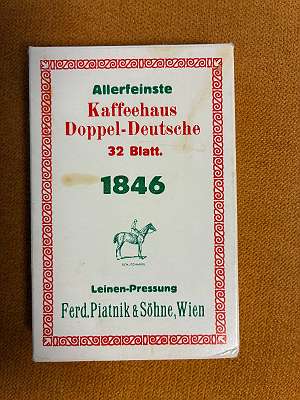 Allerfeinste
Kaffeehaus
Doppel-Deutsche
32 Blatt.
1846
Leinen-Pressung
Ferd. Piatnik & Söhne, Wien